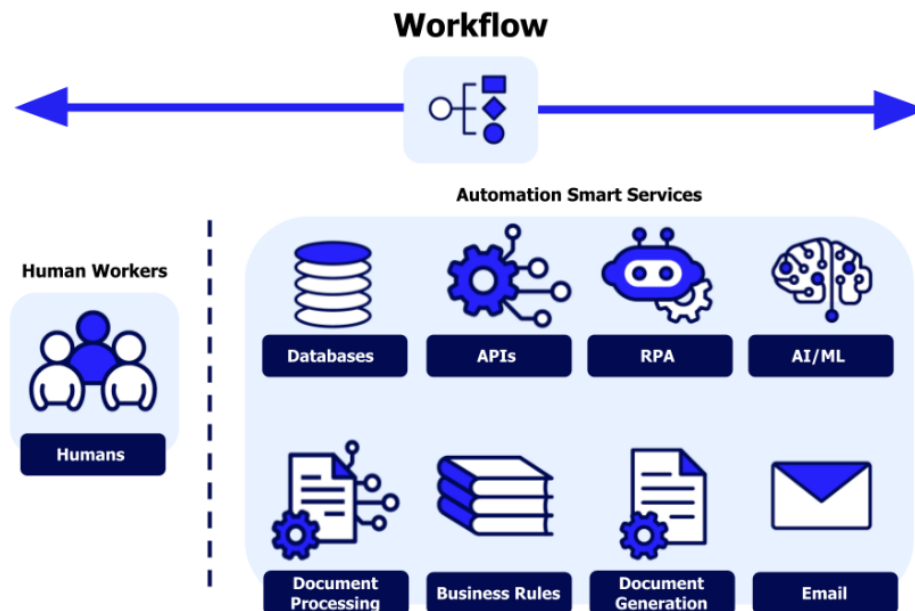 Workflow
Automation Smart Services
Human Workers
Databases
APIs
RPA
AI/ML
Humans
Document
Processing
Business Rules
Document
Generation
Email